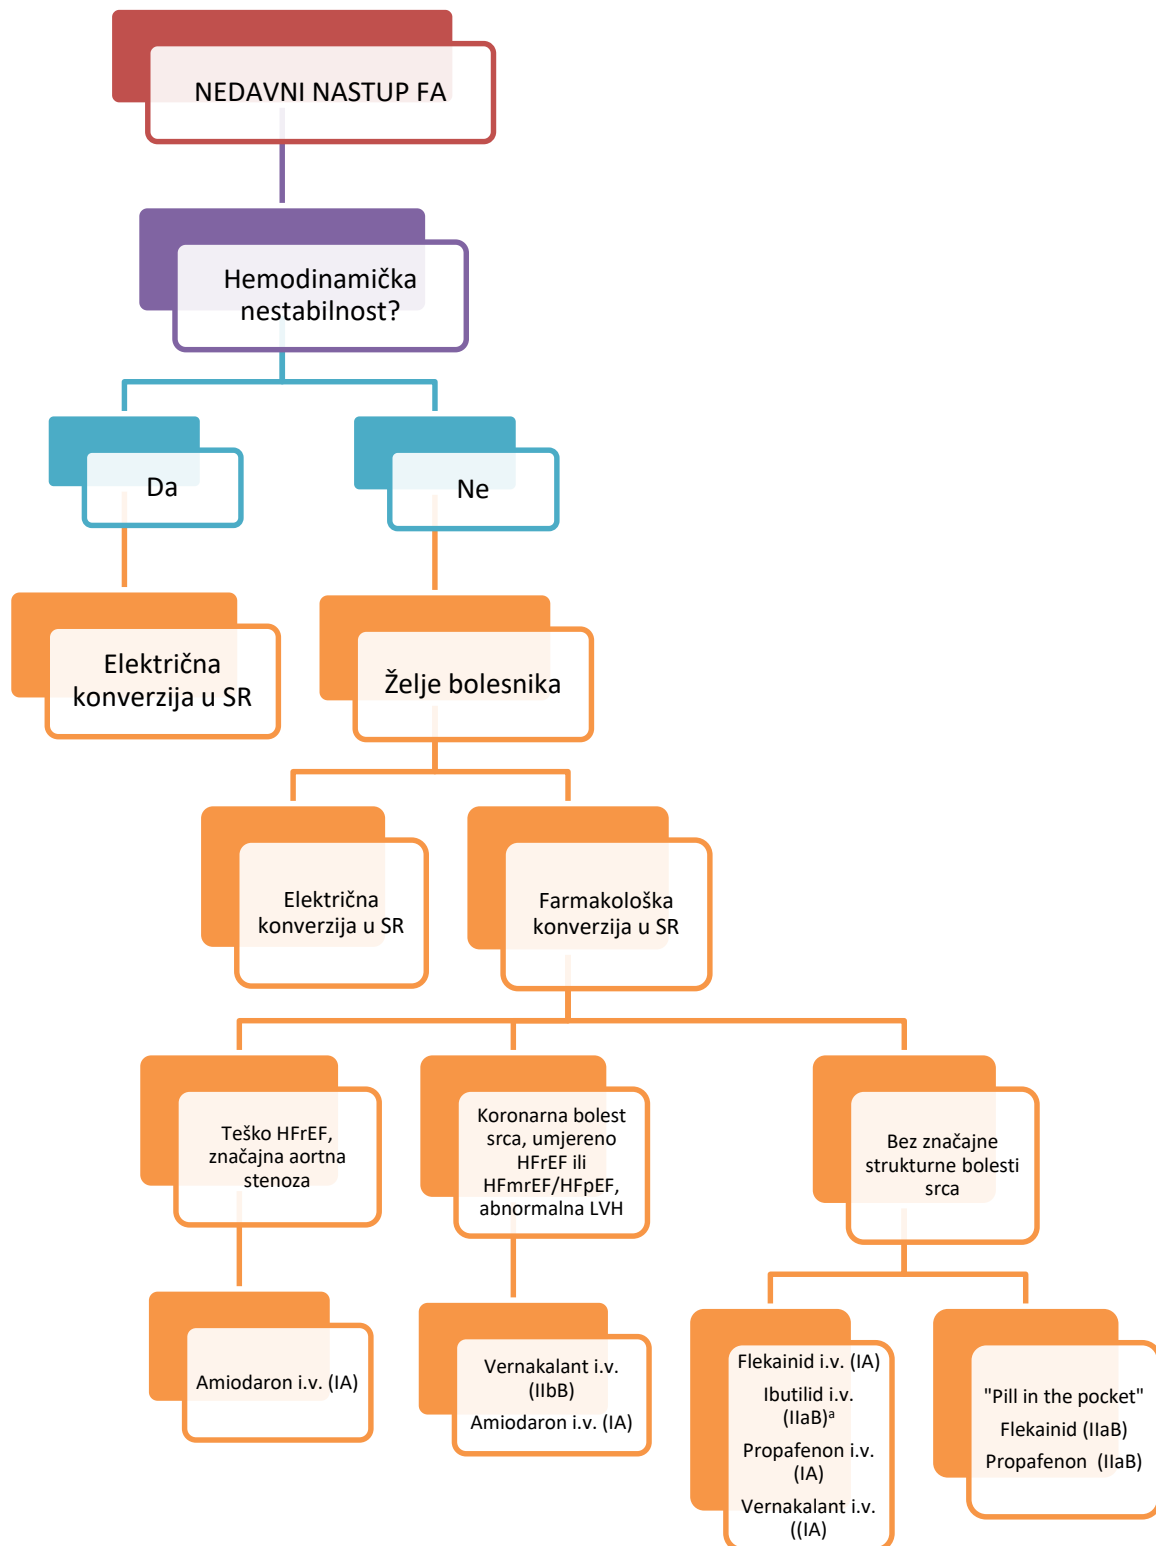 NEDAVNI NASTUP FA
Hemodinamička
nestabilnost?
Da
Ne
Električna
konverzija u SR
Želje bolesnika
Električna
konverzija u SR
Farmakološka
konverzija u SR
Teško HFrEF,
značajna aortna
stenoza
Koronarna bolest
srca, umjereno
HFrEF ili
HFmrEF/HFpEF,
abnormalna LVH
Bez značajne
strukturne bolesti
srca
Amiodaron i.v. (IA)
Vernakalant i.v.
(IIbB)
Amiodaron i.v. (IA)
Flekainid i.v. (IA)
Ibutilid i.v.
(IIaB)ᵃ
Propafenon i.v.
(IA)
Vernakalant i.v.
((IA)
"Pill in the pocket"
Flekainid (IIaB)
Propafenon  (IIaB)